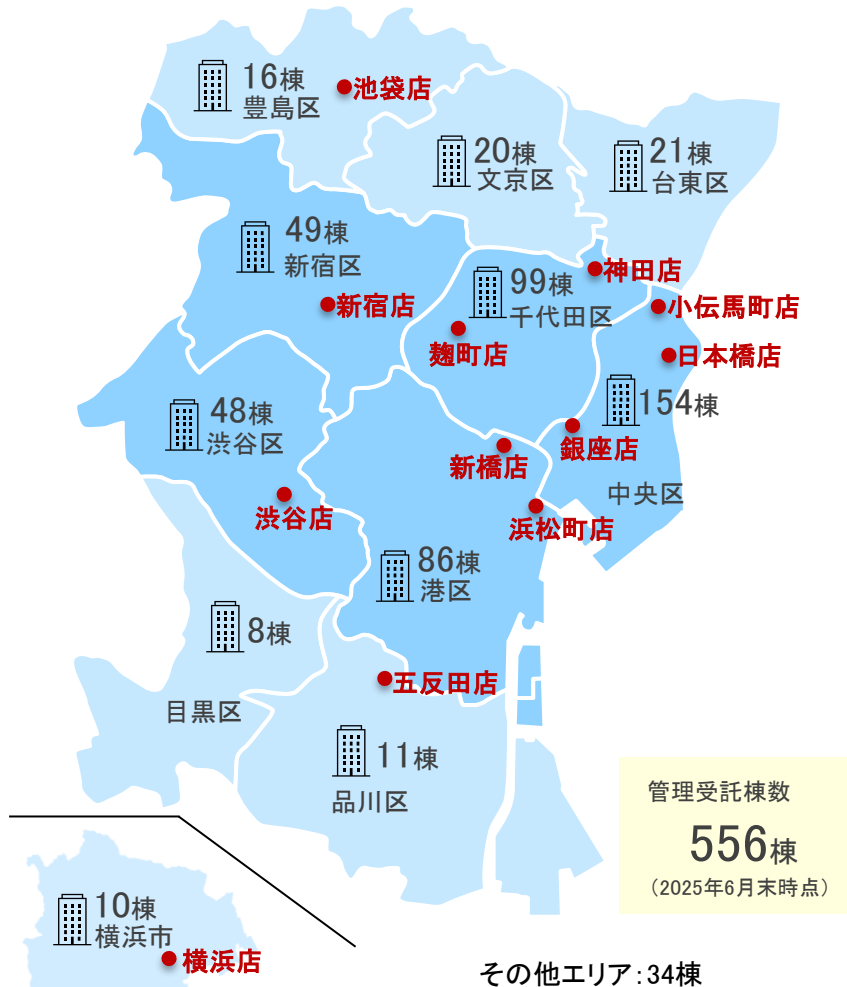 16棟
豊島区
池袋店
20棟
文京区
21棟
台東区
49棟
新宿区
新宿店
99棟
千代田区
神田店
小伝馬町店
麹町店
日本橋店
154棟
中央区
48棟
渋谷区
渋谷店
新橋店
銀座店
浜松町店
86棟
港区
8棟
目黒区
五反田店
11棟
品川区
管理受託棟数
556棟
（2025年6月末時点）
10棟
横浜市
横浜店
その他エリア：34棟